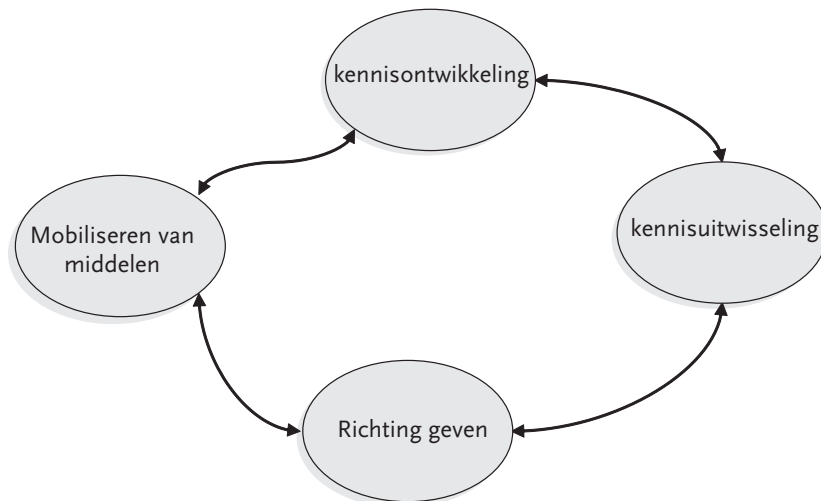 kennisontwikkeling
Mobiliseren van
middelen
kennisuitwisseling
Richting geven